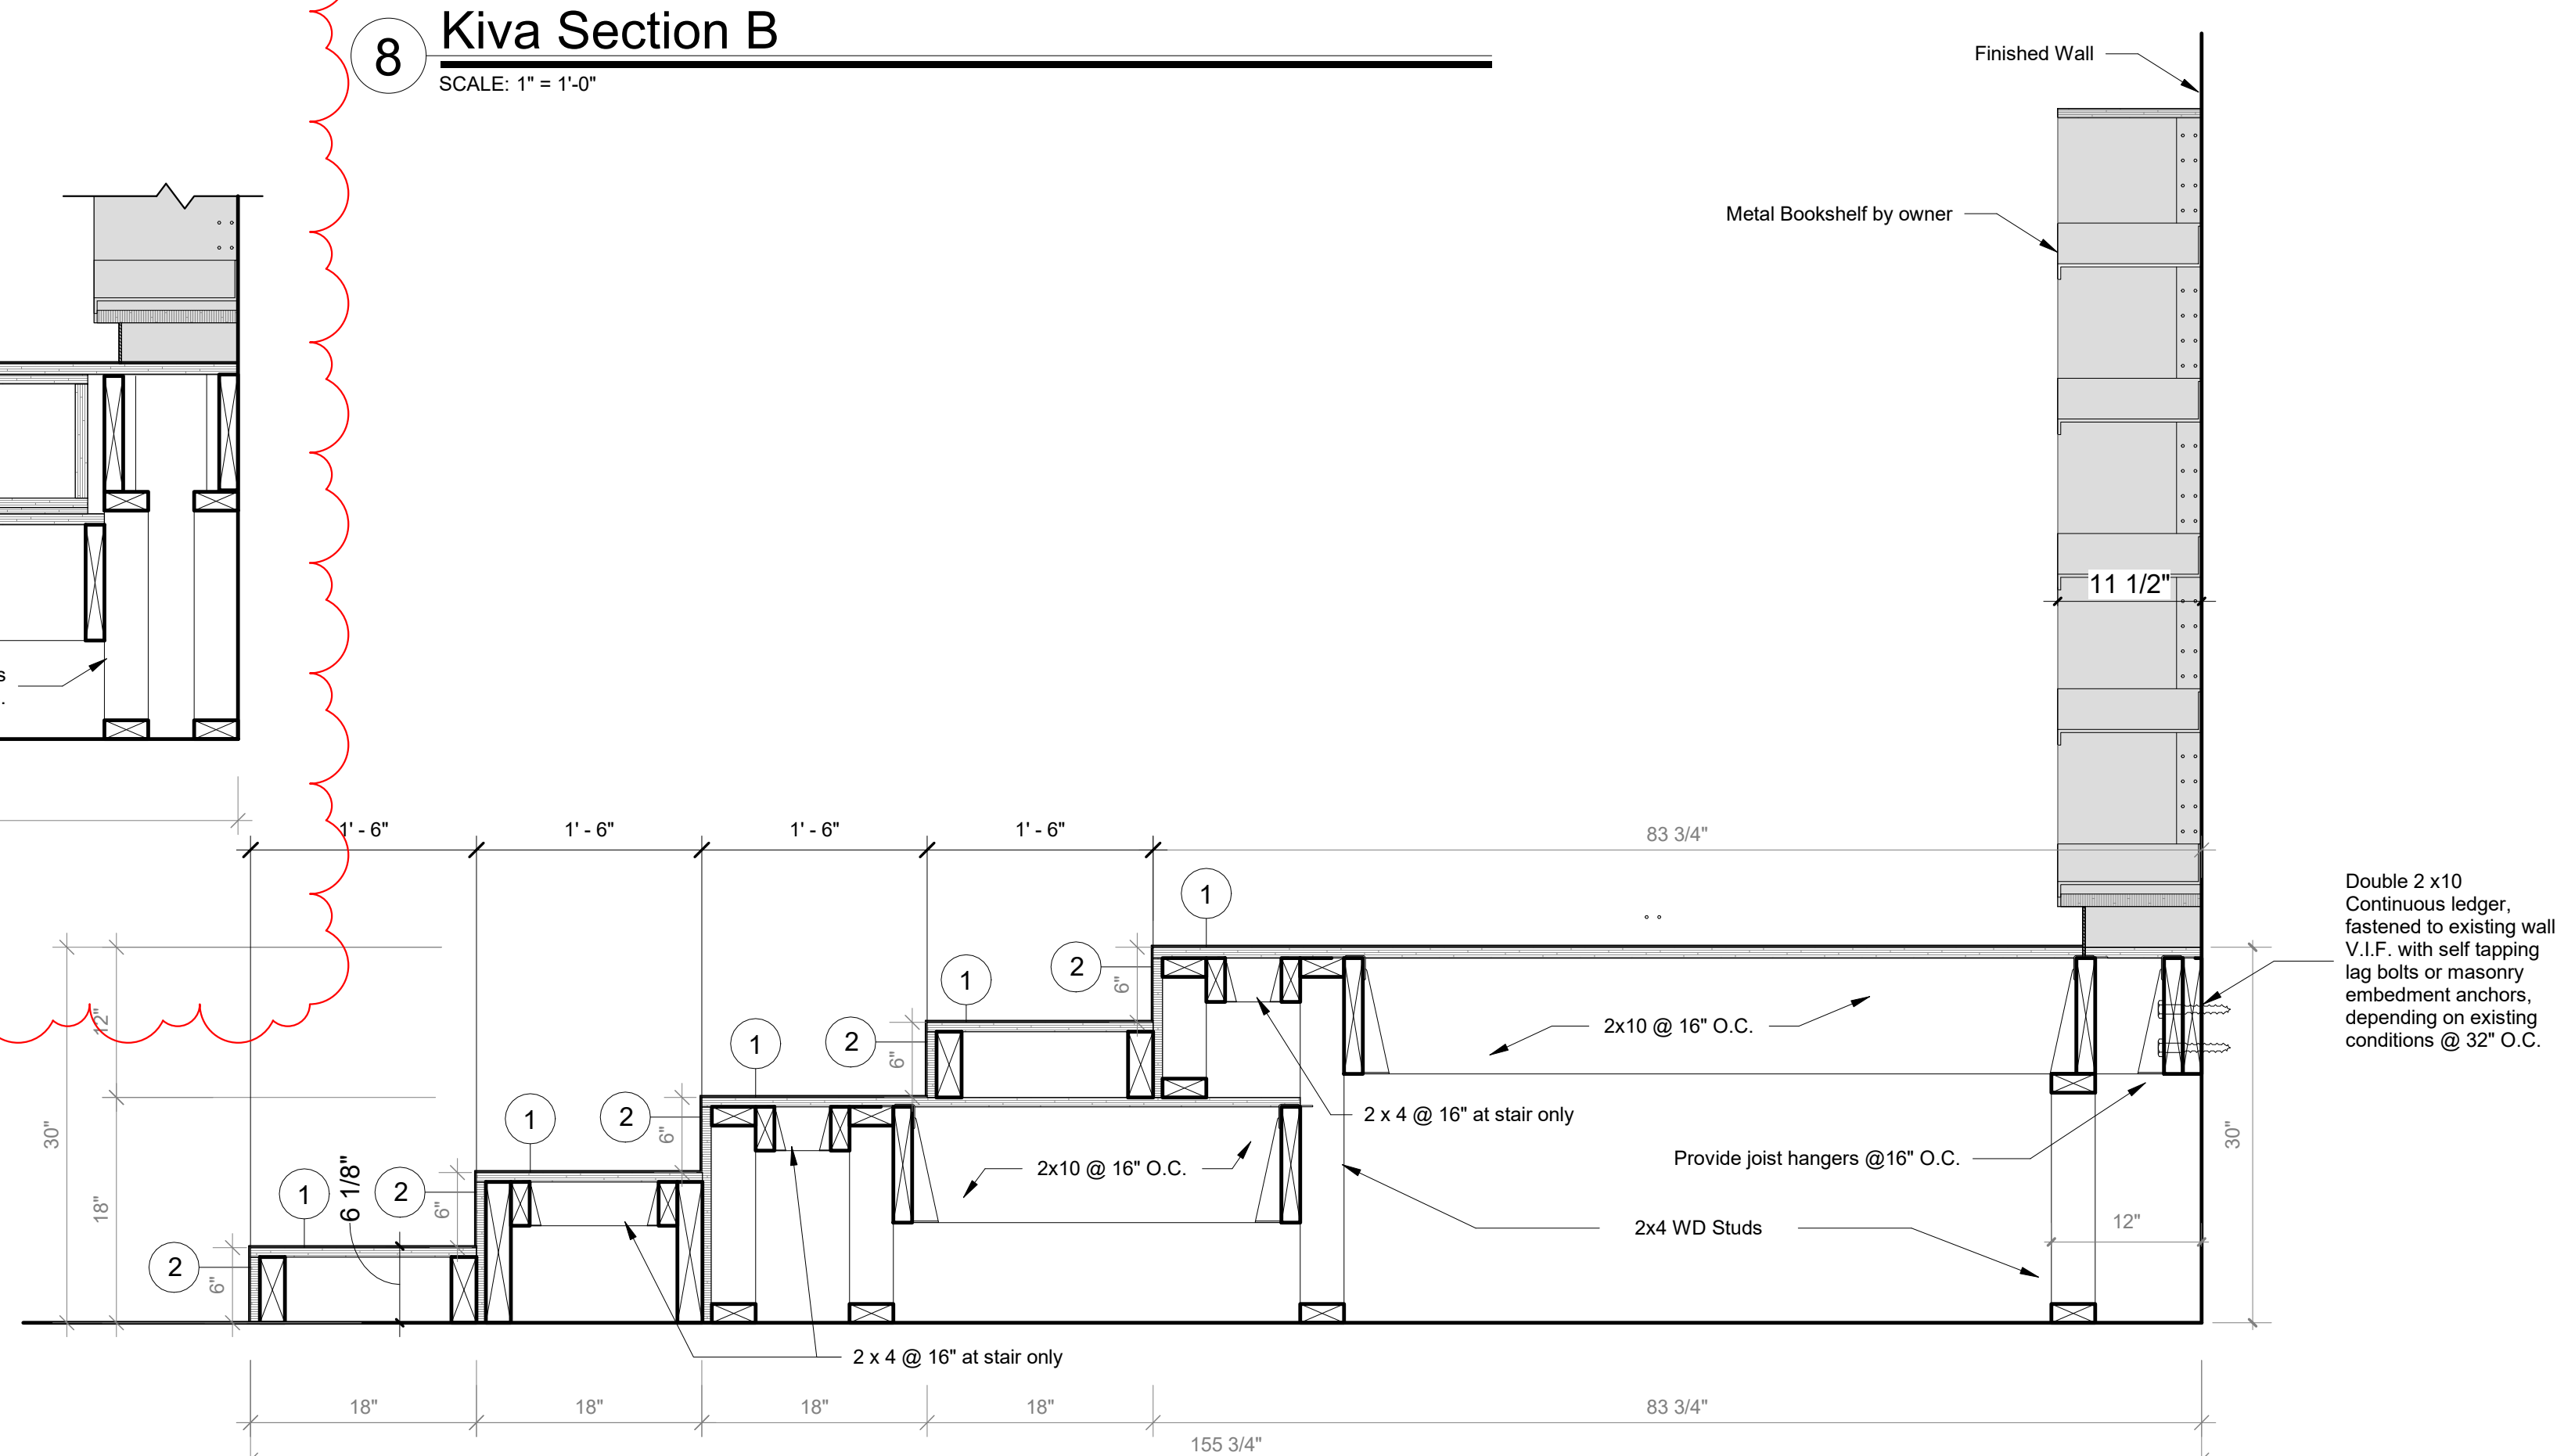 8
Kiva Section B
SCALE: 1" = 1'-0"
Finished Wall
Metal Bookshelf by owner
11 1/2"
s
.
1' - 6"
1' - 6"
1' - 6"
1' - 6"
83 3/4"
Double 2 x10
Continuous ledger,
fastened to existing wall
V.I.F. with self tapping
lag bolts or masonry
embedment anchors,
depending on existing
conditions @ 32" O.C.
1
2
6"
1
2
6"
1
2
6"
1
2
6"
1
2
6"
12"
30"
18"
6 1/8"
2x10 @ 16" O.C.
2 x 4 @ 16" at stair only
2x10 @ 16" O.C.
Provide joist hangers @16" O.C.
2x4 WD Studs
12"
30"
2 x 4 @ 16" at stair only
18"
18"
18"
18"
83 3/4"
155 3/4"